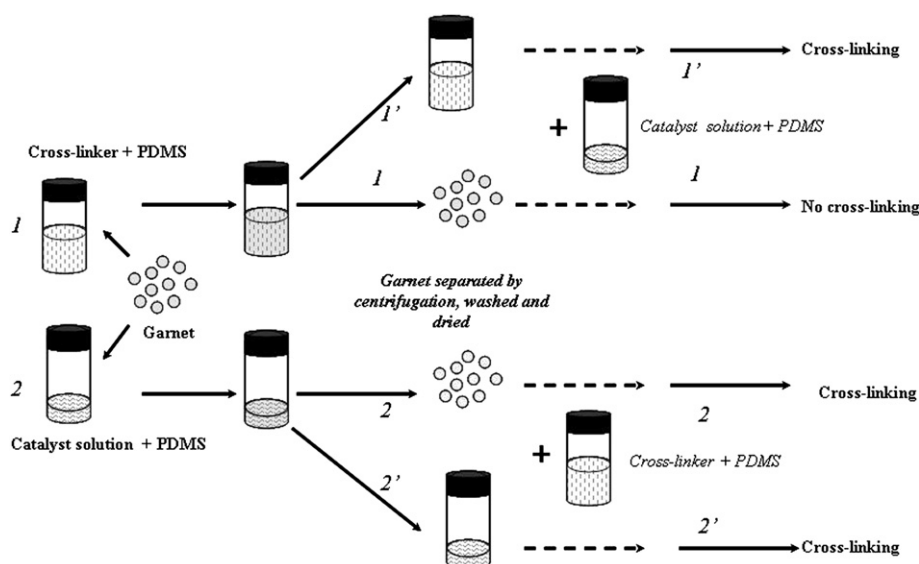 Cross-linking
1'
1'
Catalyst solution + PDMS
+
Cross-linker + PDMS
1
1
No cross-linking
1
Garnet separated by
centrifugation, washed and
dried
Garnet
2
2
2
Cross-linking
Catalyst solution + PDMS
+
Cross-linker + PDMS
2'
2'
Cross-linking